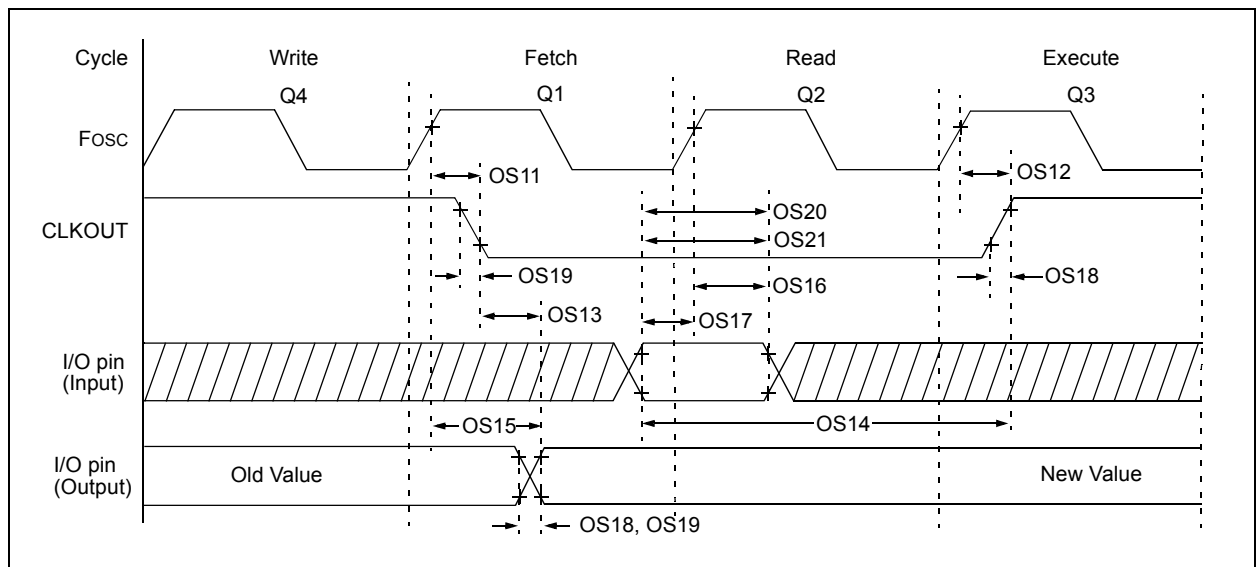 Cycle Write Fetch Read Execute
Q4 Q1 Q2 Q3
FOSC
OS11 OS12
OS20
CLKOUT
OS21
OS19 OS16 OS18
OS13 OS17
I/O pin
(Input)
OS15 OS14
I/O pin
(Output)
Old Value New Value
OS18, OS19